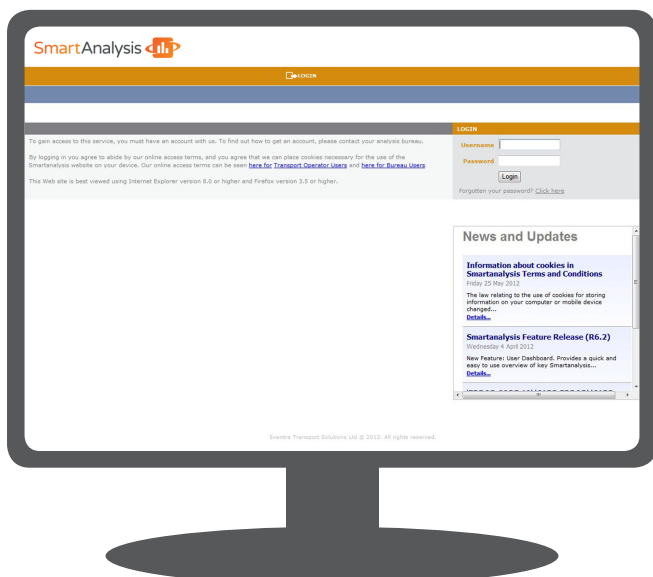 SmartAnalysis
LOGIN
To gain access to this service, you must have an account with us. To find out how to get an account, please contact your analysis bureau.
By logging in you agree to abide by our online access terms, and you agree that we can place cookies necessary for the use of the
Smartanalysis website on your device. Our online access terms can be seen here for Transport Operator Users and here for Bureau Users
This Web site is best viewed using Internet Explorer version 8.0 or higher and Firefox version 3.5 or higher.
LOGIN
Username
Password
Login
Forgotten your password? Click here
News and Updates
Information about cookies in
Smartanalysis Terms and Conditions
Friday 25 May 2012
The law relating to the use of cookies for storing
information on your computer or mobile device
changed...
Details...
Smartanalysis Feature Release (R6.2)
Wednesday 4 April 2012
New Feature: User Dashboard. Provides a quick and
easy to use overview of key Smartanalysis...
Details...
Eventra Transport Solutions Ltd @ 2012. All rights reserved.